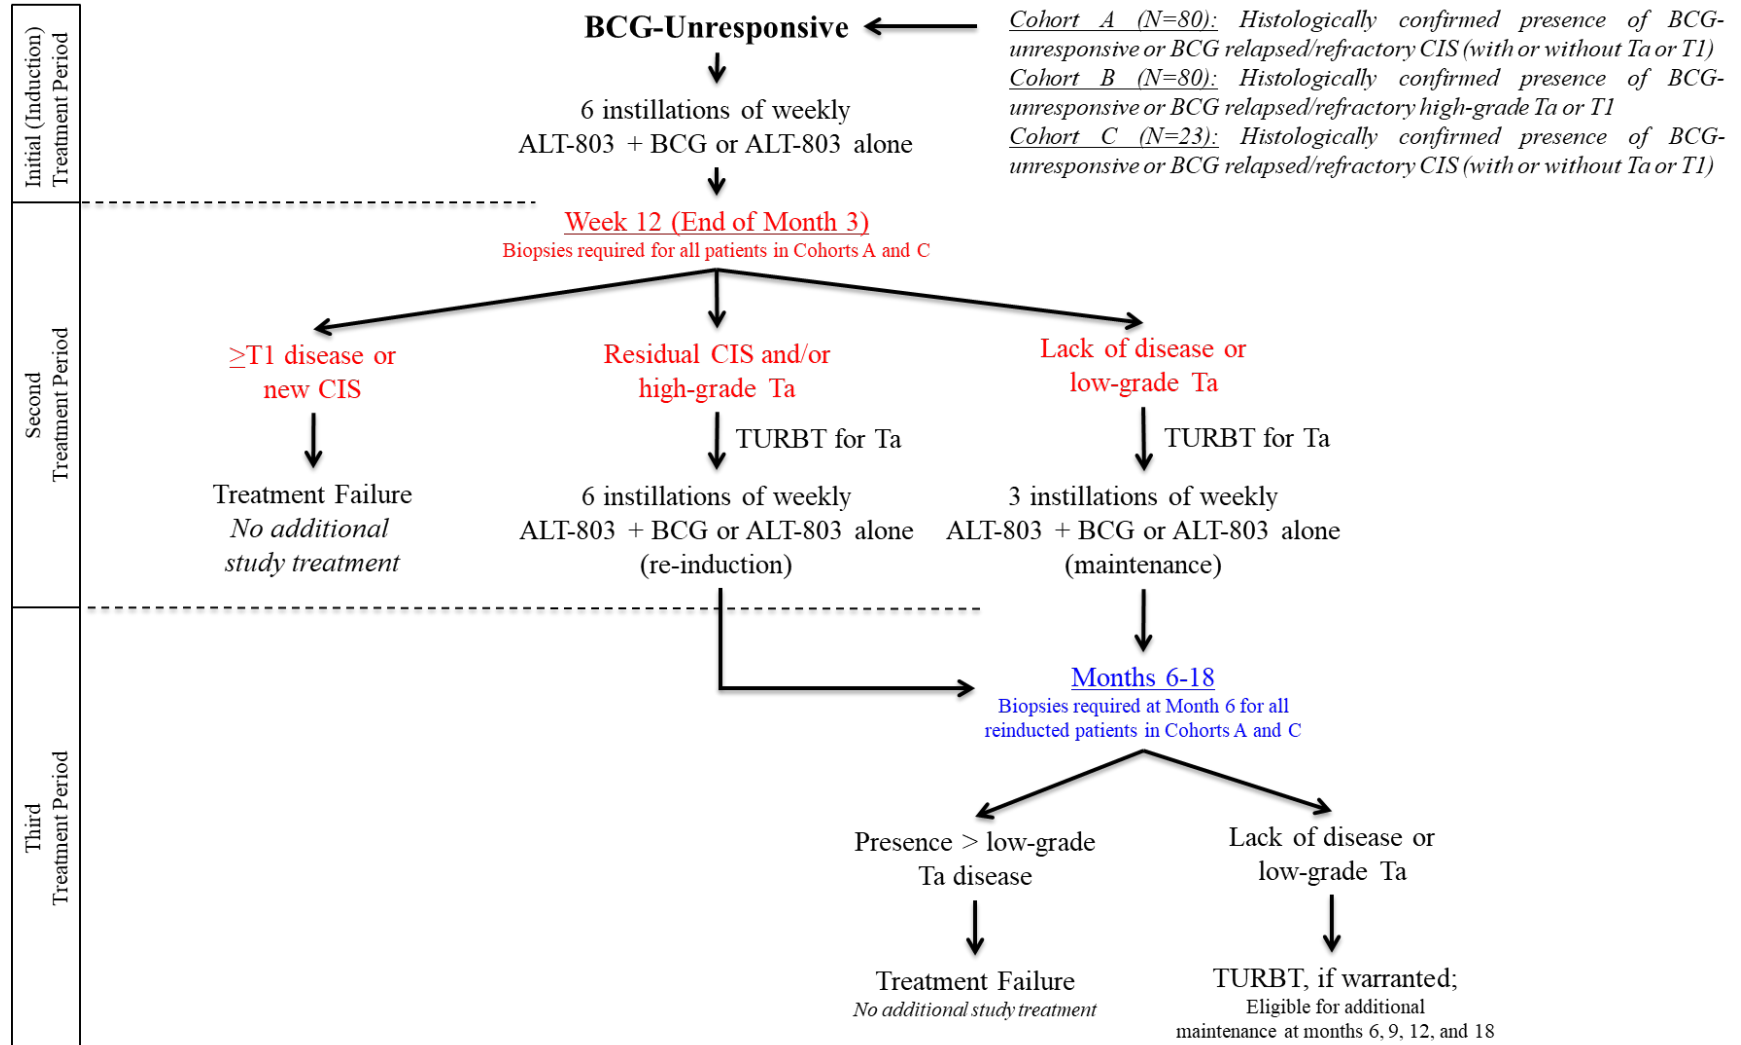 Initial (Induction)
Treatment Period
BCG-Unresponsive
Cohort A (N=80): Histologically confirmed presence of BCG-
unresponsive or BCG relapsed/refractory CIS (with or without Ta or T1)
Cohort B (N=80): Histologically confirmed presence of BCG-
unresponsive or BCG relapsed/refractory high-grade Ta or T1
Cohort C (N=23): Histologically confirmed presence of BCG-
unresponsive or BCG relapsed/refractory CIS (with or without Ta or T1)
6 instillations of weekly
ALT-803 + BCG or ALT-803 alone
Second
Treatment Period
Week 12 (End of Month 3)
Biopsies required for all patients in Cohorts A and C
≥T1 disease or
new CIS
Treatment Failure
No additional
study treatment
Residual CIS and/or
high-grade Ta
TURBT for Ta
6 instillations of weekly
ALT-803 + BCG or ALT-803 alone
(re-induction)
Lack of disease or
low-grade Ta
TURBT for Ta
3 instillations of weekly
ALT-803 + BCG or ALT-803 alone
(maintenance)
Third
Treatment Period
Months 6-18
Biopsies required at Month 6 for all
reinducted patients in Cohorts A and C
Presence > low-grade
Ta disease
Treatment Failure
No additional study treatment
Lack of disease or
low-grade Ta
TURBT, if warranted;
Eligible for additional
maintenance at months 6, 9, 12, and 18